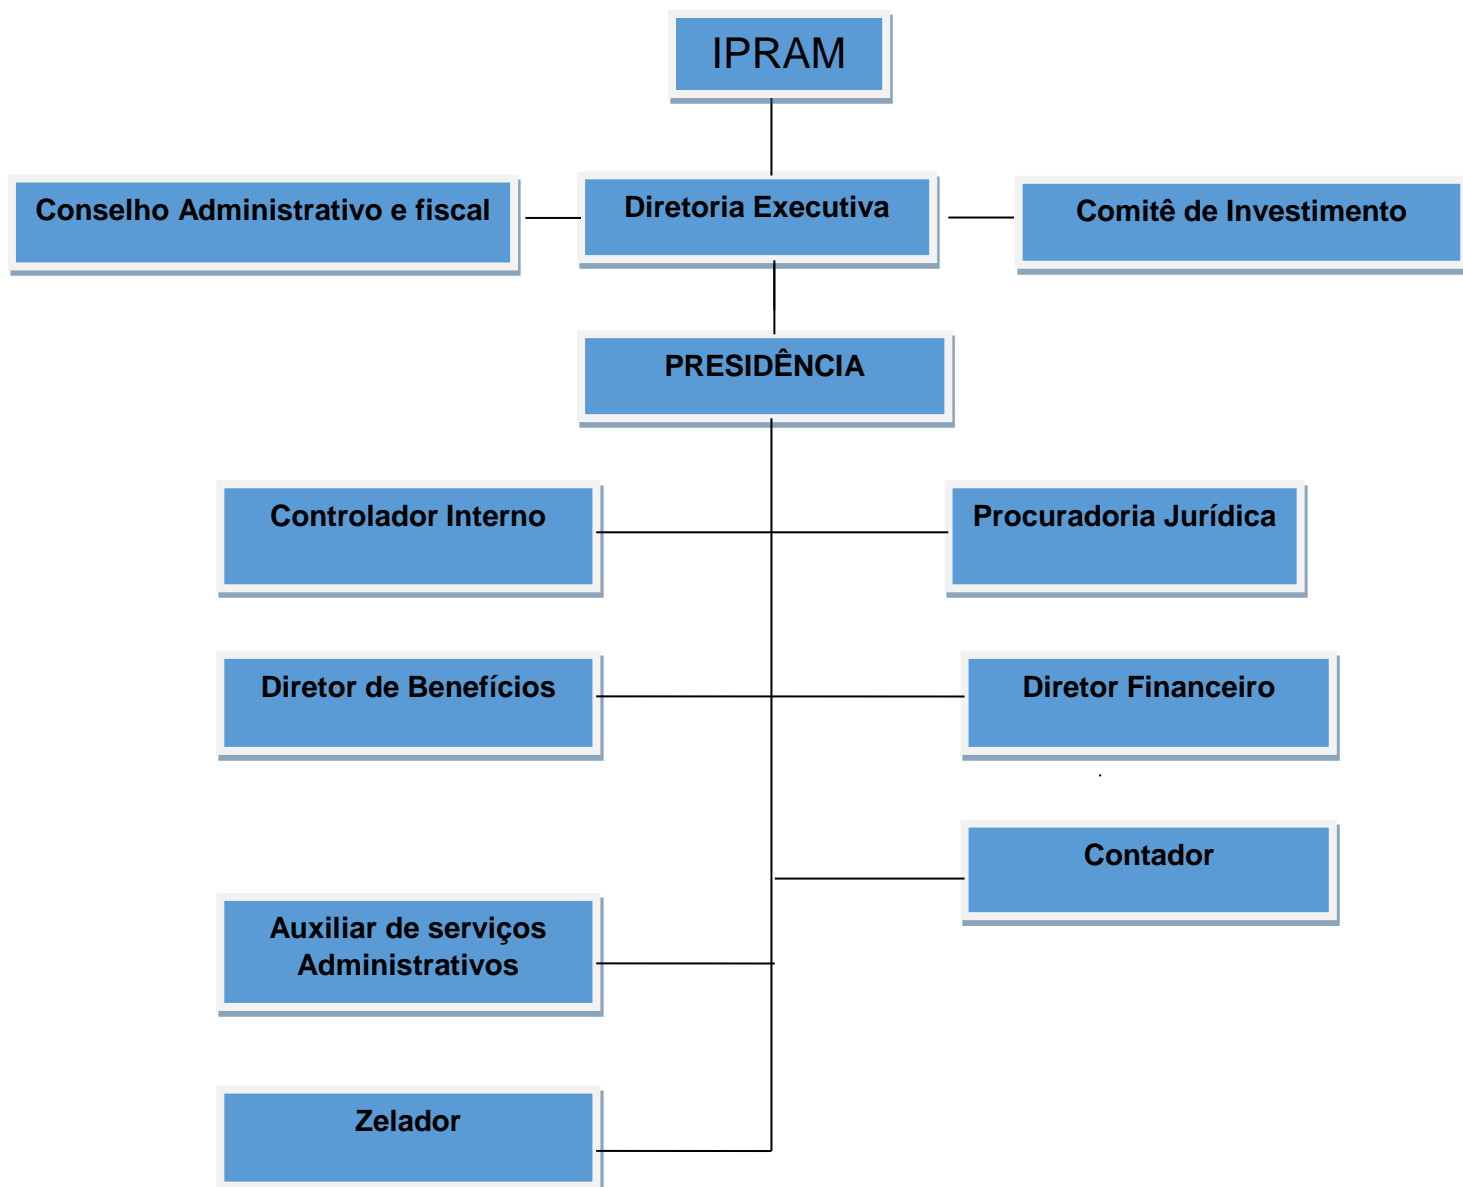 IPRAM
Conselho Administrativo e fiscal
Diretoria Executiva
Comitê de Investimento
PRESIDÊNCIA
Controlador Interno
Procuradoria Jurídica
Diretor de Benefícios
Diretor Financeiro
.
Contador
Auxiliar de serviços
Administrativos
Zelador